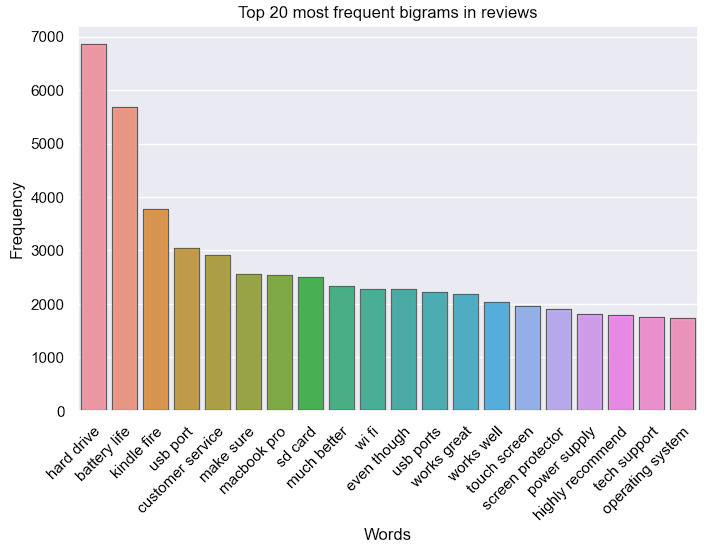 Top 20 most frequent bigrams in reviews
7000
6000
5000
4000
3000
2000
1000
0
Frequency
hard drive
battery life
kindle fire
usb port
customer service
make sure
macbook pro
sd card
much better
wi fi
even though
usb ports
works great
works well
touch screen
screen protector
power supply
highly recommend
tech support
operating system
Words